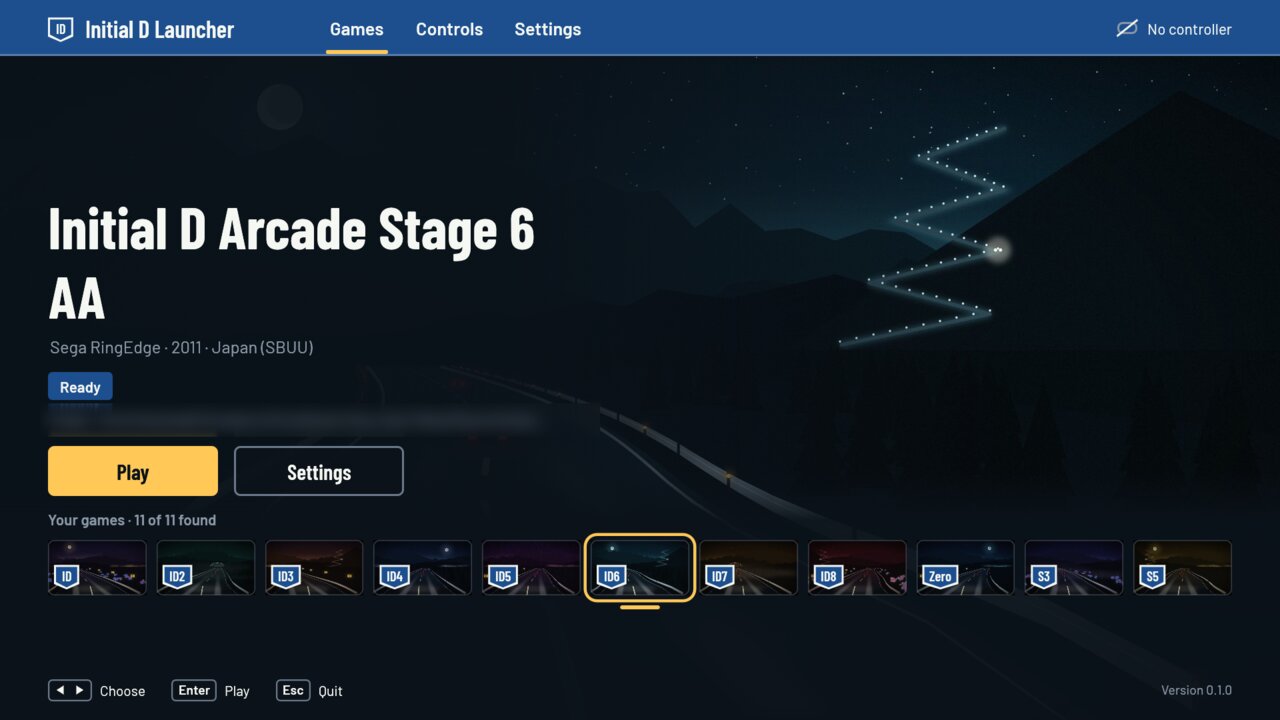 ID Initial D Launcher
Games Controls Settings
No controller
Initial D Arcade Stage 6
AA
Sega RingEdge · 2011 · Japan (SBUU)
Ready
Play Settings
Your games · 11 of 11 found
ID ID2 ID3 ID4 ID5 ID6 ID7 ID8 Zero S3 S5
Choose Enter Play Esc Quit
Version 0.1.0